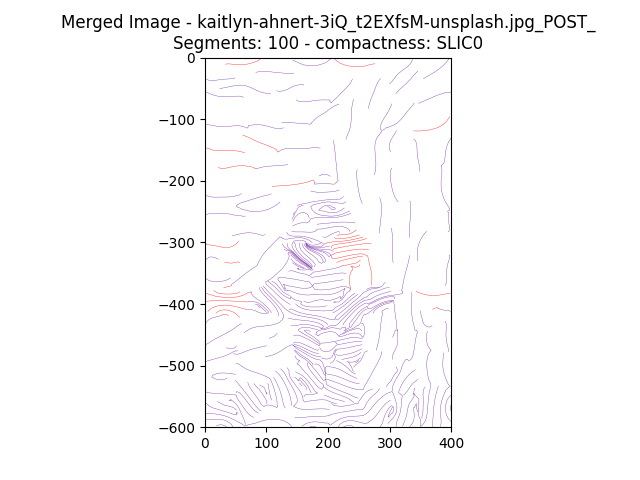 Merged Image - kaitlyn-ahnert-3iQ_t2EXfsM-unsplash.jpg_POST_
Segments: 100 - compactness: SLIC0
0
−100
−200
−300
−400
−500
−600
0 100 200 300 400